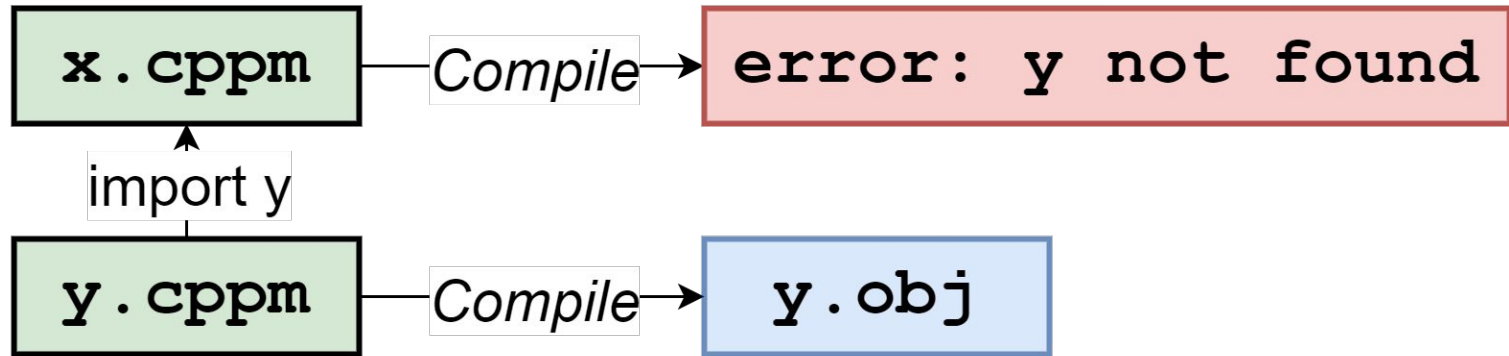 x.cppm
Compile
error: y not found
import y
y.cppm
Compile
y.obj